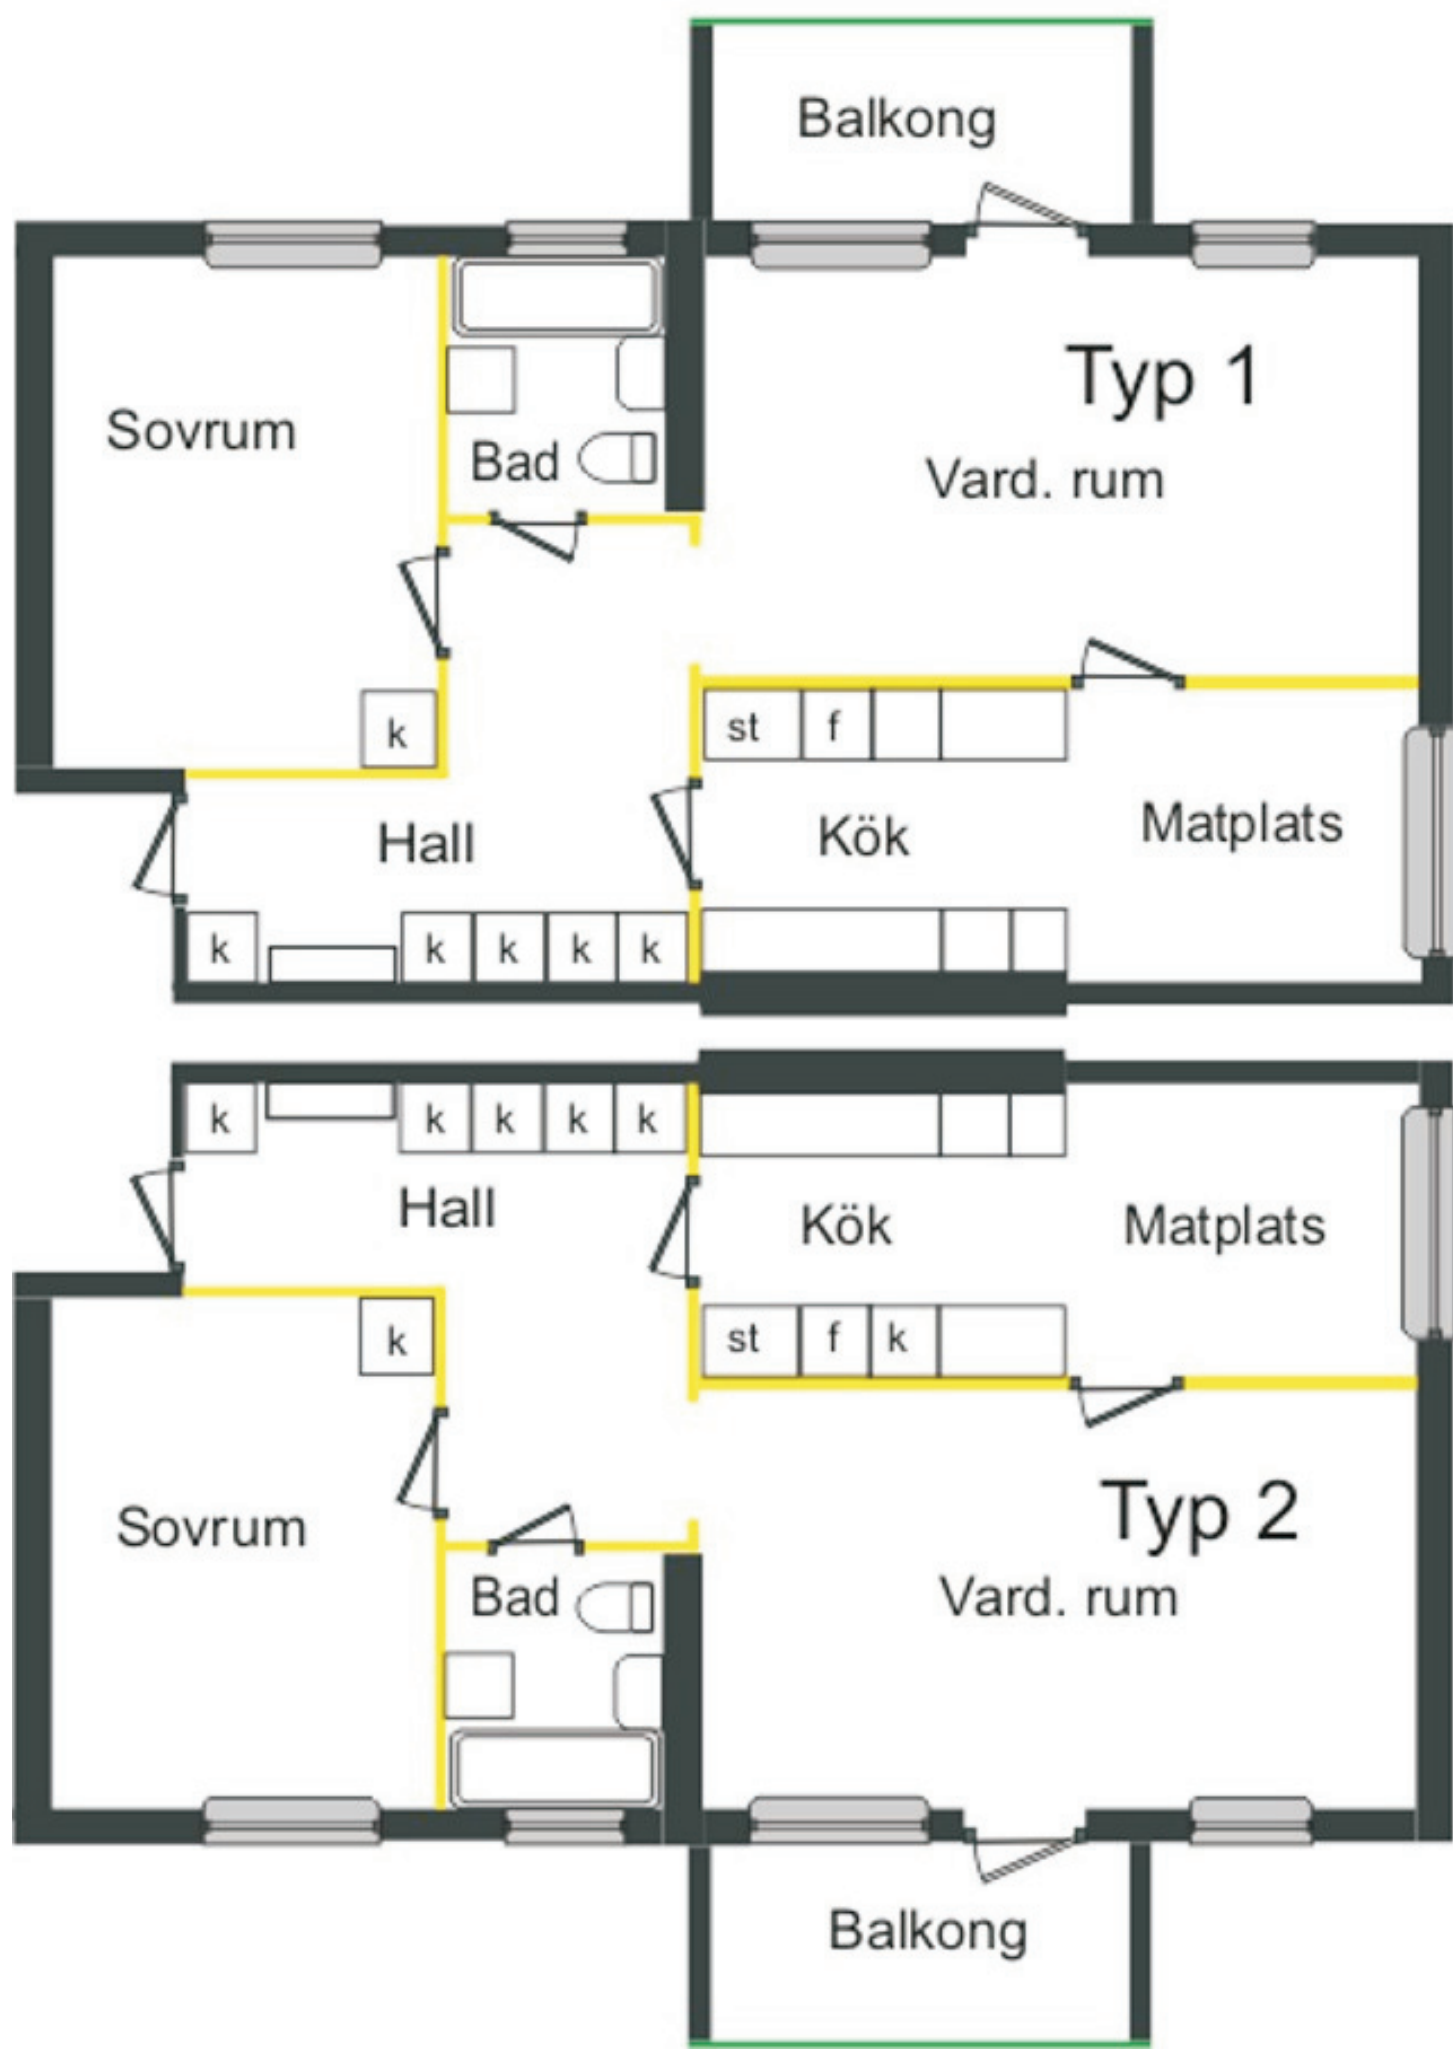 Balkong
Typ 1
Sovrum
Bad
Vard. rum
k
st f
Kök
Matplats
Hall
k k k k k
k k k k k
Hall
Kök
Matplats
k
st f k
Typ 2
Sovrum
Bad
Vard. rum
Balkong